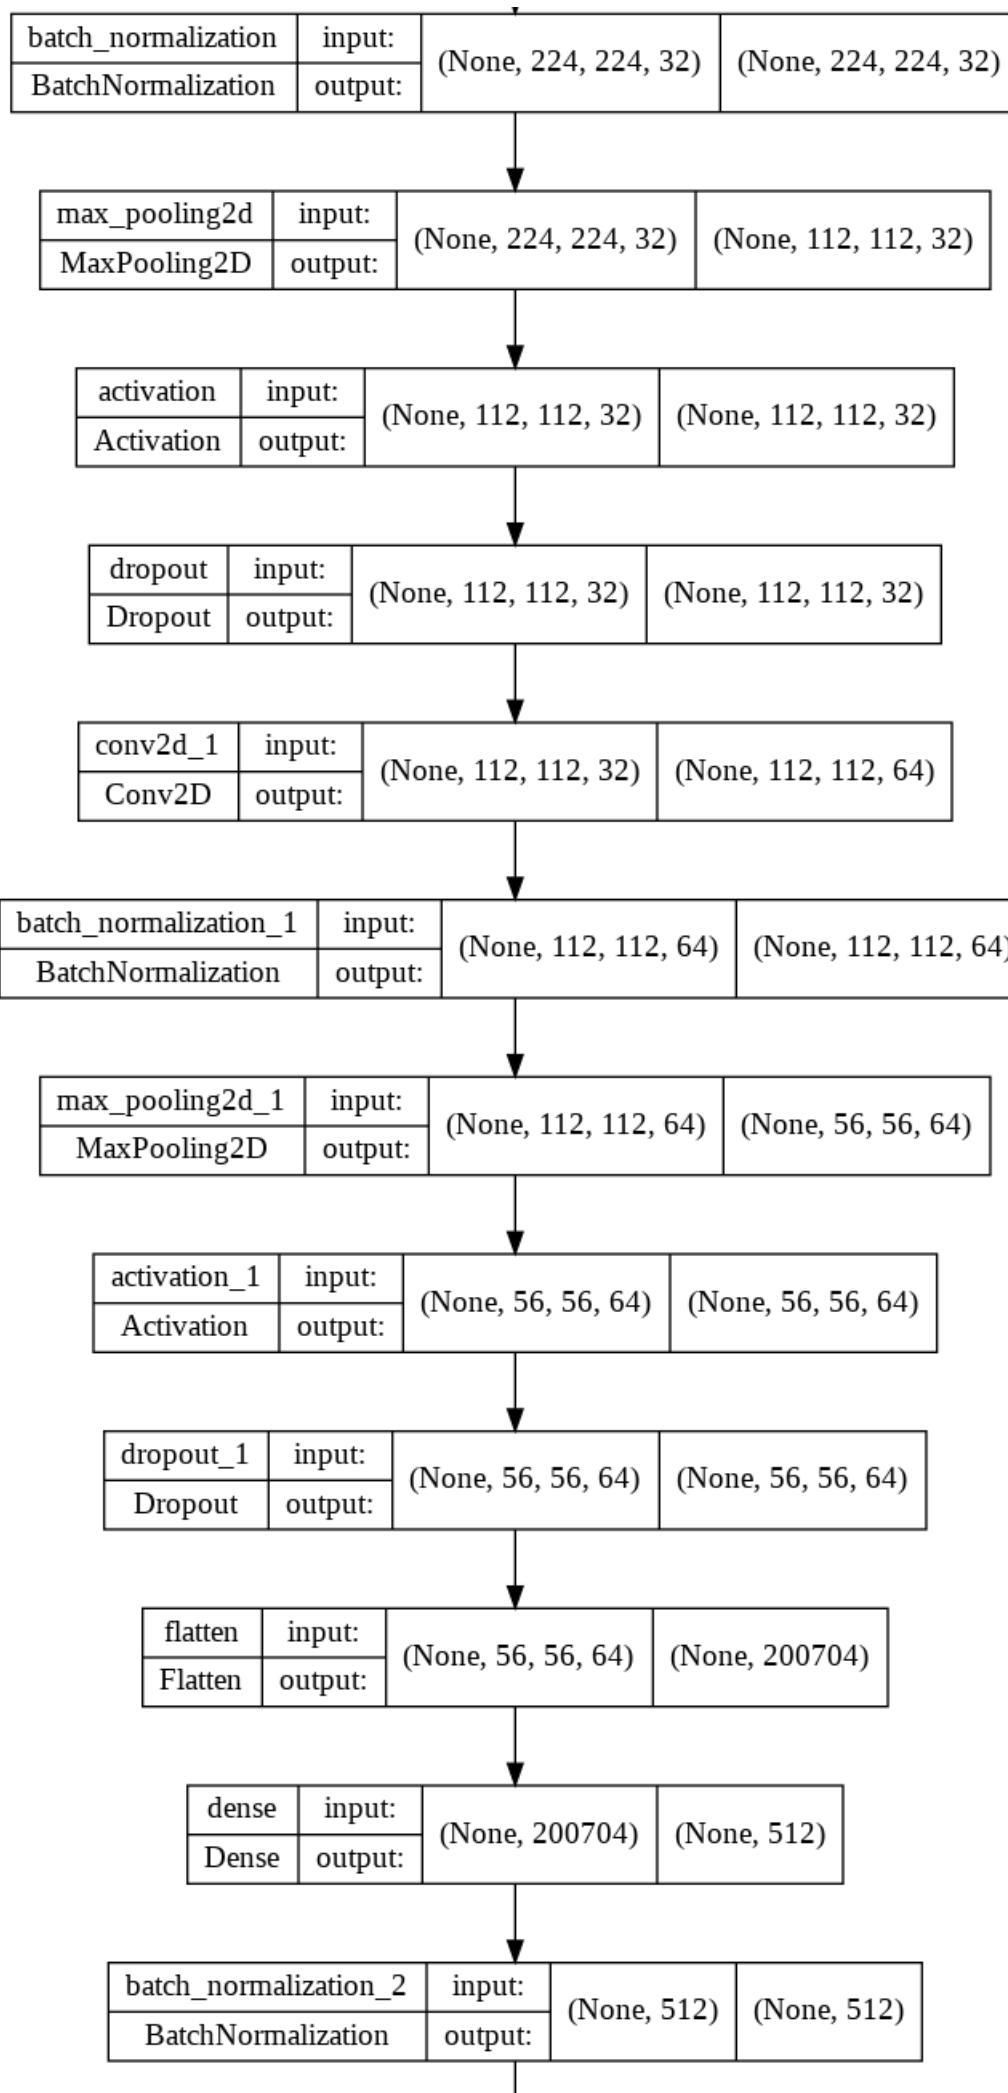 batch_normalization input: (None, 224, 224, 32) (None, 224, 224, 32)
BatchNormalization output:
max_pooling2d input: (None, 224, 224, 32) (None, 112, 112, 32)
MaxPooling2D output:
activation input: (None, 112, 112, 32) (None, 112, 112, 32)
Activation output:
dropout input: (None, 112, 112, 32) (None, 112, 112, 32)
Dropout output:
conv2d_1 input: (None, 112, 112, 32) (None, 112, 112, 64)
Conv2D output:
batch_normalization_1 input: (None, 112, 112, 64) (None, 112, 112, 64)
BatchNormalization output:
max_pooling2d_1 input: (None, 112, 112, 64) (None, 56, 56, 64)
MaxPooling2D output:
activation_1 input: (None, 56, 56, 64) (None, 56, 56, 64)
Activation output:
dropout_1 input: (None, 56, 56, 64) (None, 56, 56, 64)
Dropout output:
flatten input: (None, 56, 56, 64) (None, 200704)
Flatten output:
dense input: (None, 200704) (None, 512)
Dense output:
batch_normalization_2 input: (None, 512) (None, 512)
BatchNormalization output: